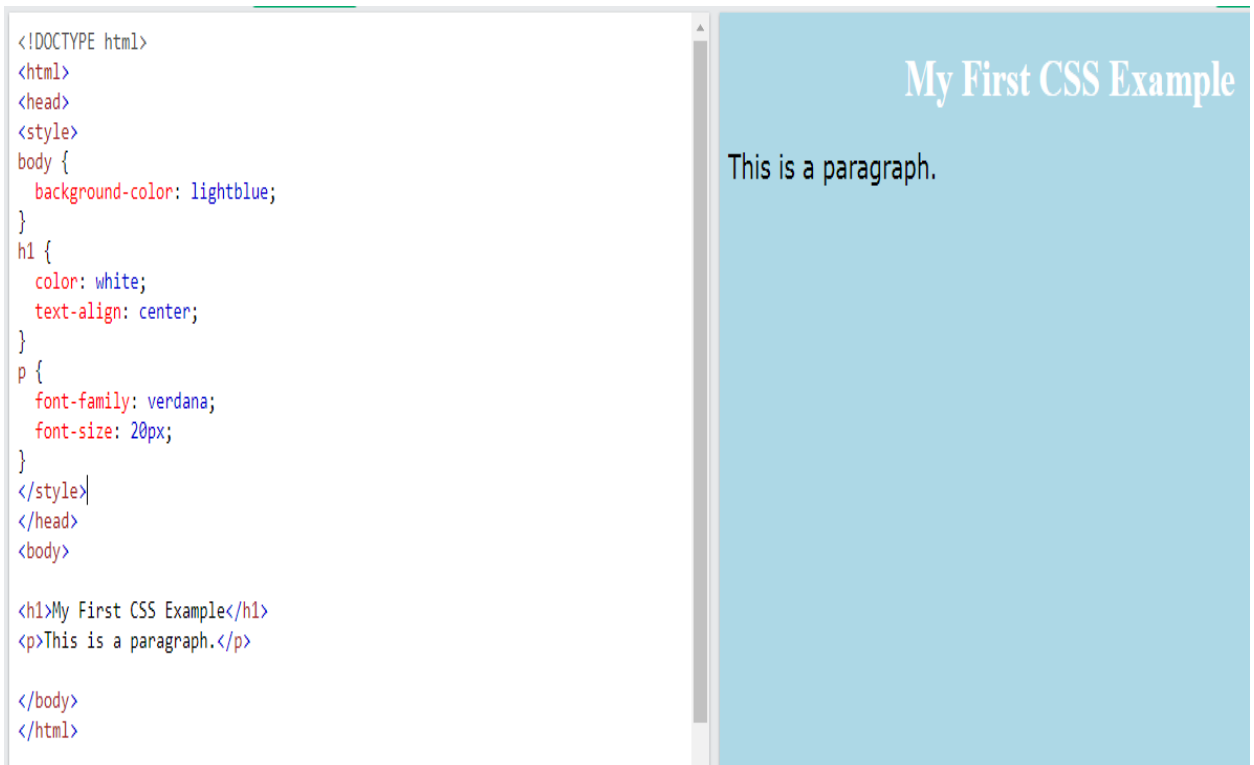 <!DOCTYPE html>
<html>
<head>
<style>
body {
  background-color: lightblue;
}
h1 {
  color: white;
  text-align: center;
}
p {
  font-family: verdana;
  font-size: 20px;
}
</style>
</head>
<body>

<h1>My First CSS Example</h1>
<p>This is a paragraph.</p>

</body>
</html>
My First CSS Example
This is a paragraph.